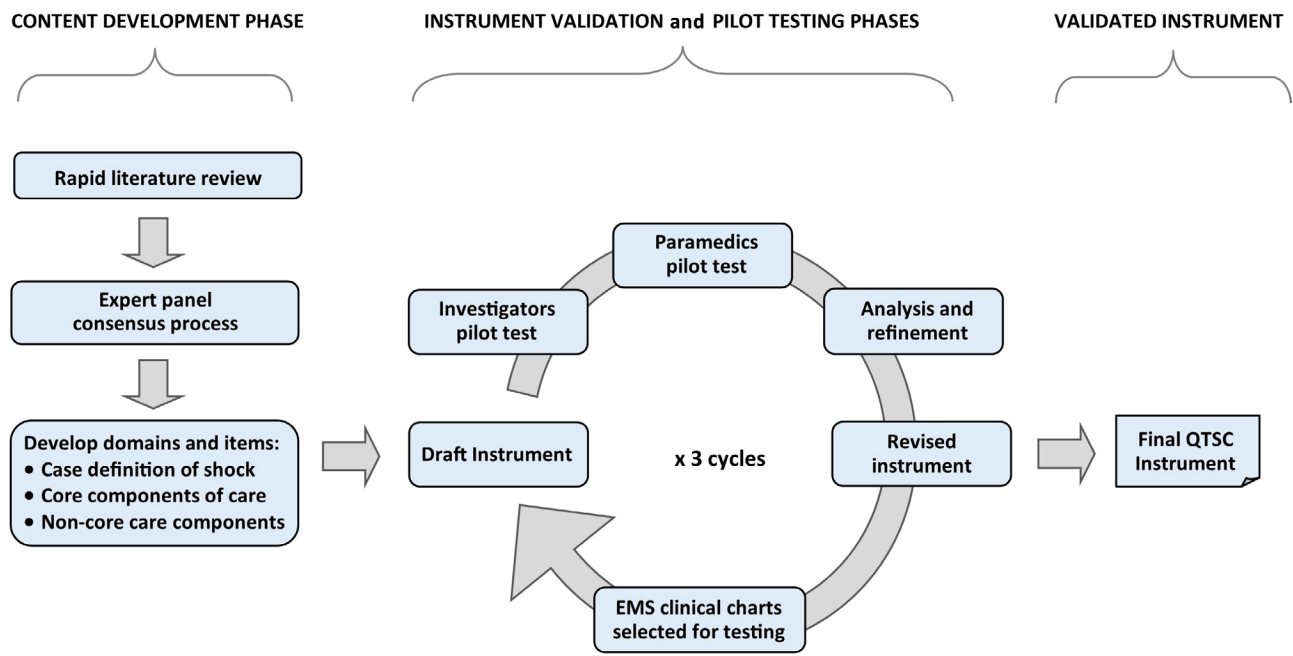 CONTENT DEVELOPMENT PHASE
INSTRUMENT VALIDATION and PILOT TESTING PHASES
VALIDATED INSTRUMENT
Rapid literature review
Expert panel
consensus process
Develop domains and items:
• Case definition of shock
• Core components of care
• Non-core care components
Draft Instrument
Investigators
pilot test
Paramedics
pilot test
Analysis and
refinement
Revised
instrument
EMS clinical charts
selected for testing
x 3 cycles
Final QTSC
Instrument